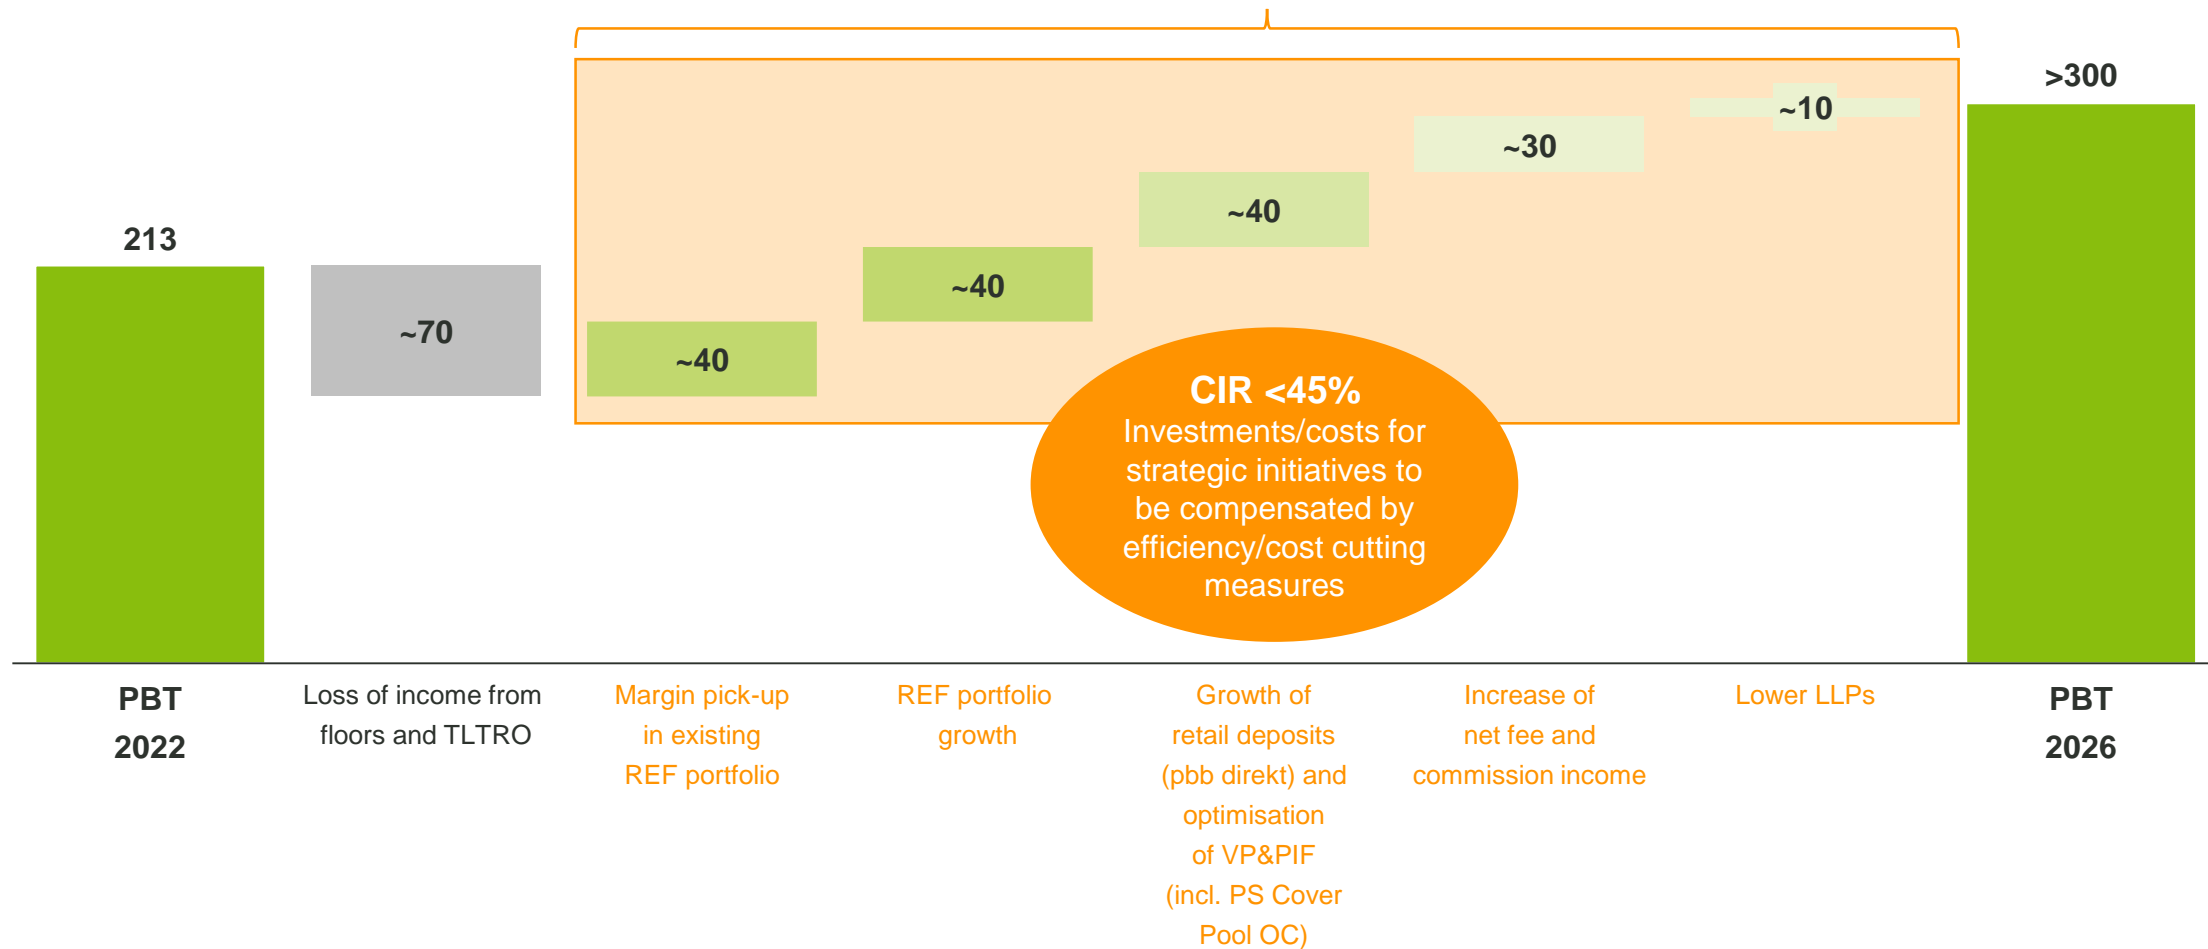 213
~70
~40
~40
~40
~30
~10
>300
CIR <45%
Investments/costs for
strategic initiatives to
be compensated by
efficiency/cost cutting
measures
PBT
2022
Loss of income from
floors and TLTRO
Margin pick-up
in existing
REF portfolio
REF portfolio
growth
Growth of
retail deposits
(pbb direkt) and
optimisation
of VP&PIF
(incl. PS Cover
Pool OC)
Increase of
net fee and
commission income
Lower LLPs
PBT
2026